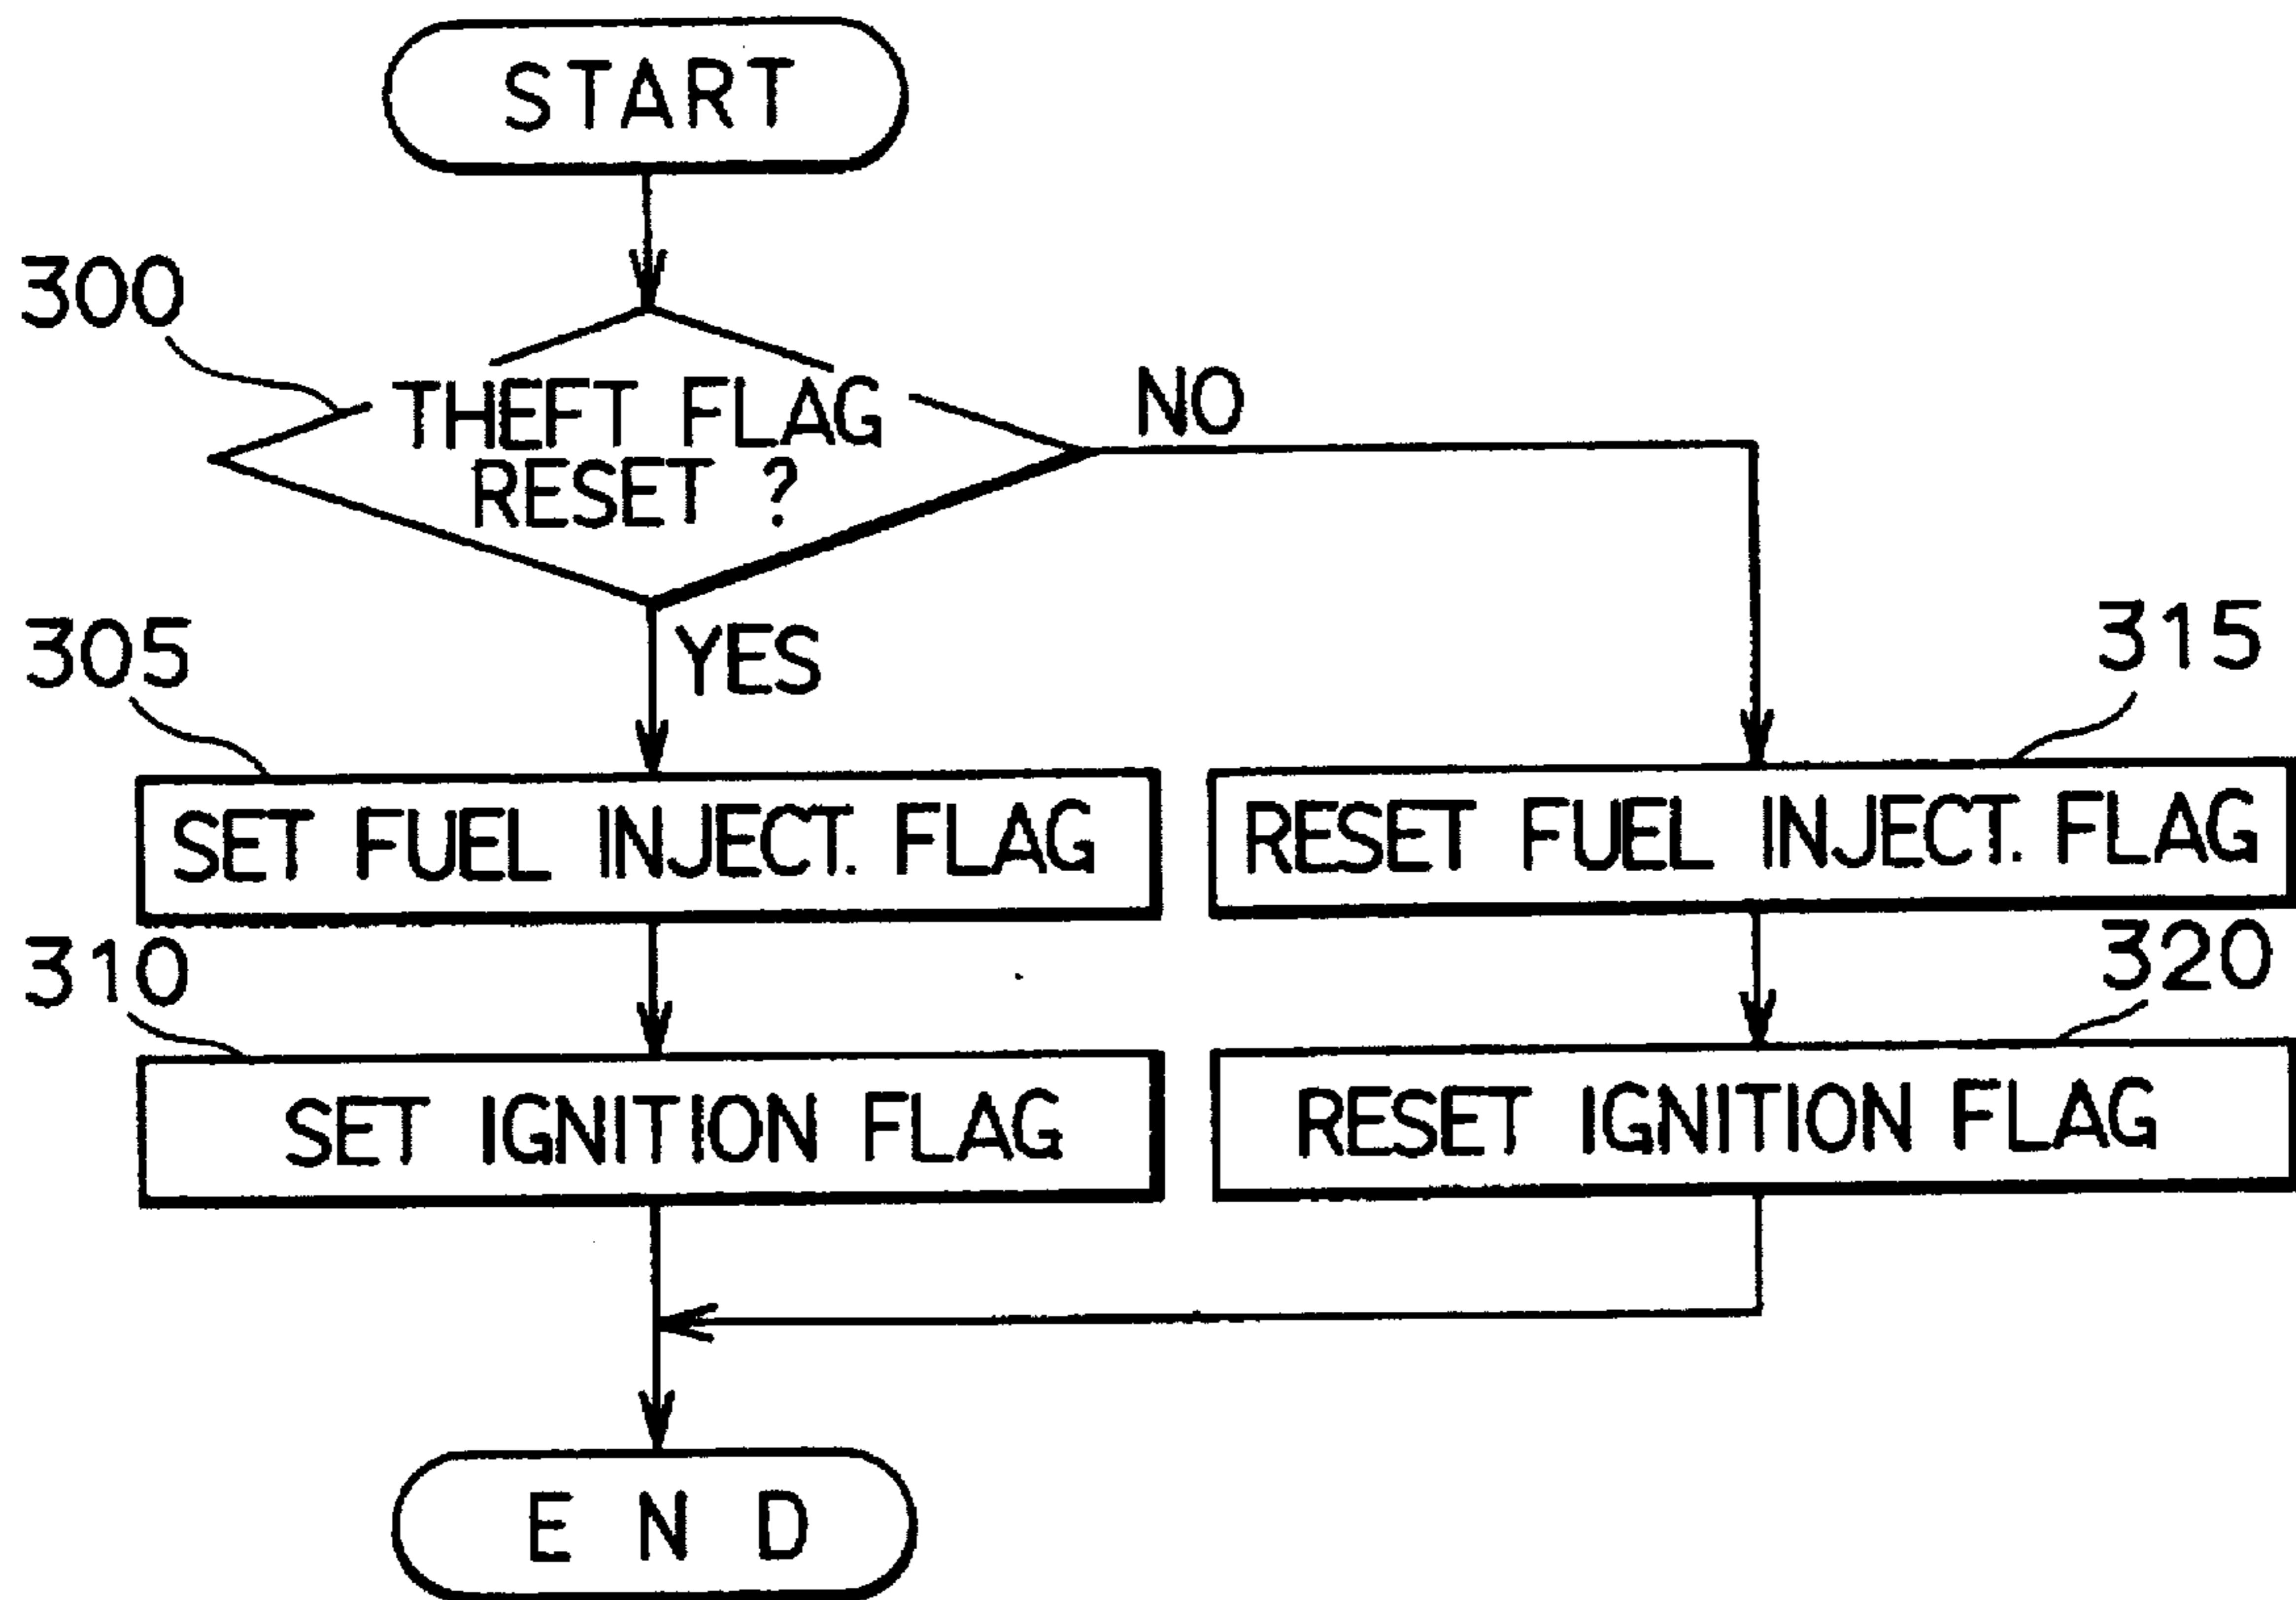 START
300
THEFT FLAG
RESET ?
NO
YES
305
315
SET FUEL INJECT. FLAG
RESET FUEL INJECT. FLAG
310
320
SET IGNITION FLAG
RESET IGNITION FLAG
END